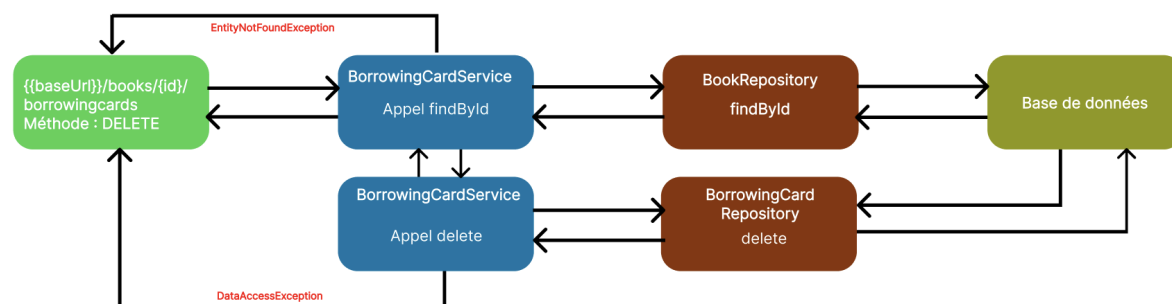 EntityNotFoundException
{{baseUrl}}/books/{id}/
borrowingcards
Méthode : DELETE
BorrowingCardService
Appel findById
BookRepository
findById
Base de données
BorrowingCardService
Appel delete
BorrowingCard
Repository
delete
DataAccessException